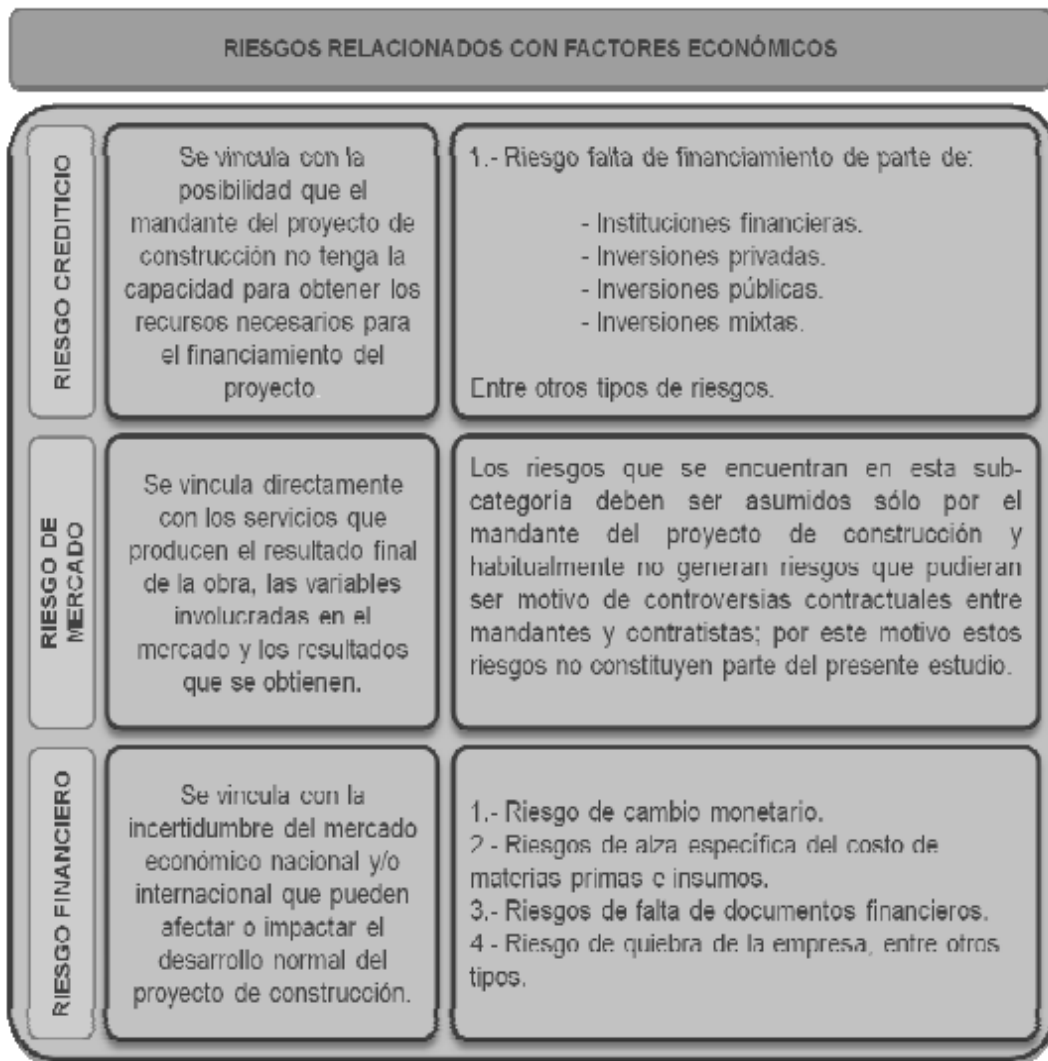 RIESGOS RELACIONADOS CON FACTORES ECONÓMICOS
RIESGO CREDITICIO
Se vincula con la
posibilidad que el
mandante del proyecto de
construcción no tenga la
capacidad para obtener los
recursos necesarios para
el financiamiento del
proyecto.
1.- Riesgo falta de financiamiento de parte de:
- Instituciones financieras.
- Inversiones privadas.
- Inversiones públicas.
- Inversiones mixtas.
Entre otros tipos de riesgos.
RIESGO DE
MERCADO
Se vincula directamente
con los servicios que
producen el resultado final
de la obra, las variables
involucradas en el
mercado y los resultados
que se obtienen.
Los riesgos que se encuentran en esta sub-
categoría deben ser asumidos sólo por el
mandante del proyecto de construcción y
habitualmente no generan riesgos que pudieran
ser motivo de controversias contractuales entre
mandantes y contratistas; por este motivo estos
riesgos no constituyen parte del presente estudio.
RIESGO FINANCIERO
Se vincula con la
incertidumbre del mercado
económico nacional y/o
internacional que pueden
afectar o impactar el
desarrollo normal del
proyecto de construcción.
1.- Riesgo de cambio monetario.
2.- Riesgos de alza específica del costo de
materias primas e insumos.
3.- Riesgos de falta de documentos financieros.
4.- Riesgo de quiebra de la empresa, entre otros
tipos.